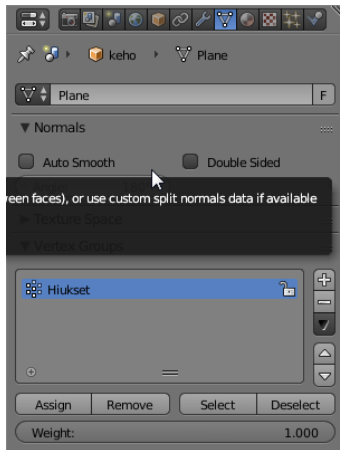 keho Plane
Plane F
Normals
Auto Smooth Double Sided
ween faces), or use custom split normals data if available
Texture Space
Vertex Groups
Hiukset
Assign Remove Select Deselect
Weight: 1.000